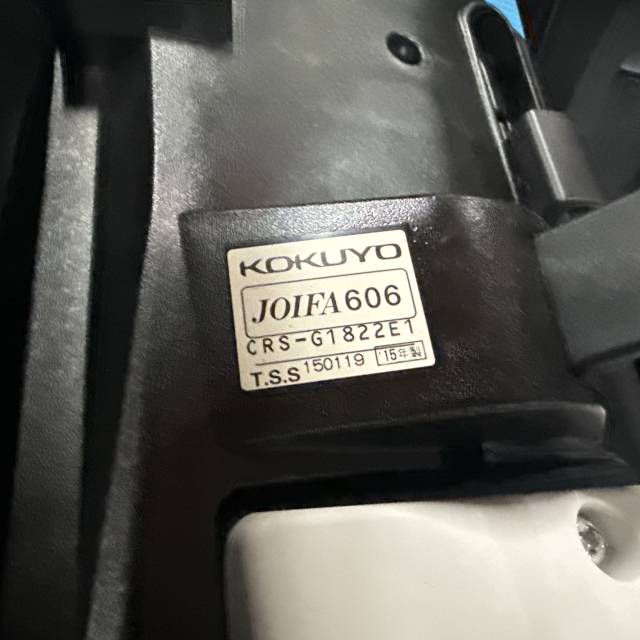 KOKUYO
JOIFA606
CRS-G1822E1
T.S.S 150119 '15年製